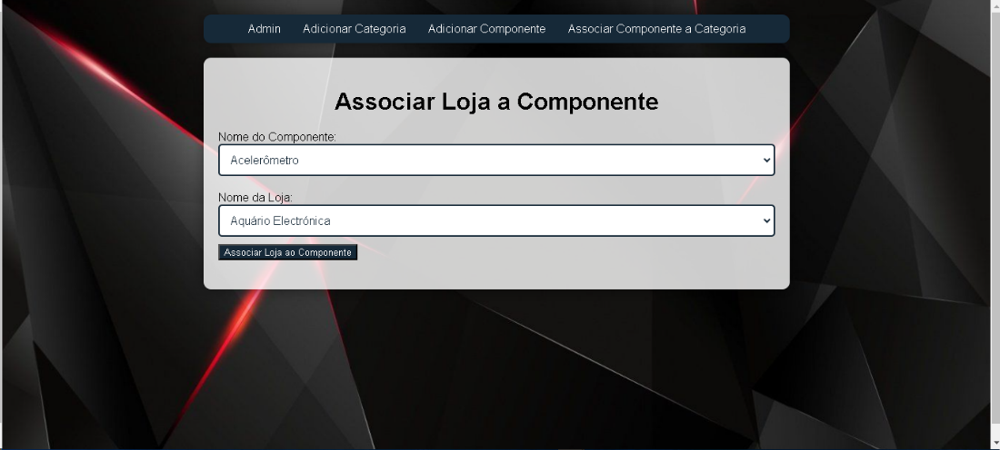 Admin Adicionar Categoria Adicionar Componente Associar Componente a Categoria
Associar Loja a Componente
Nome do Componente:
Acelerômetro
Nome da Loja:
Aquário Electrónica
Associar Loja ao Componente